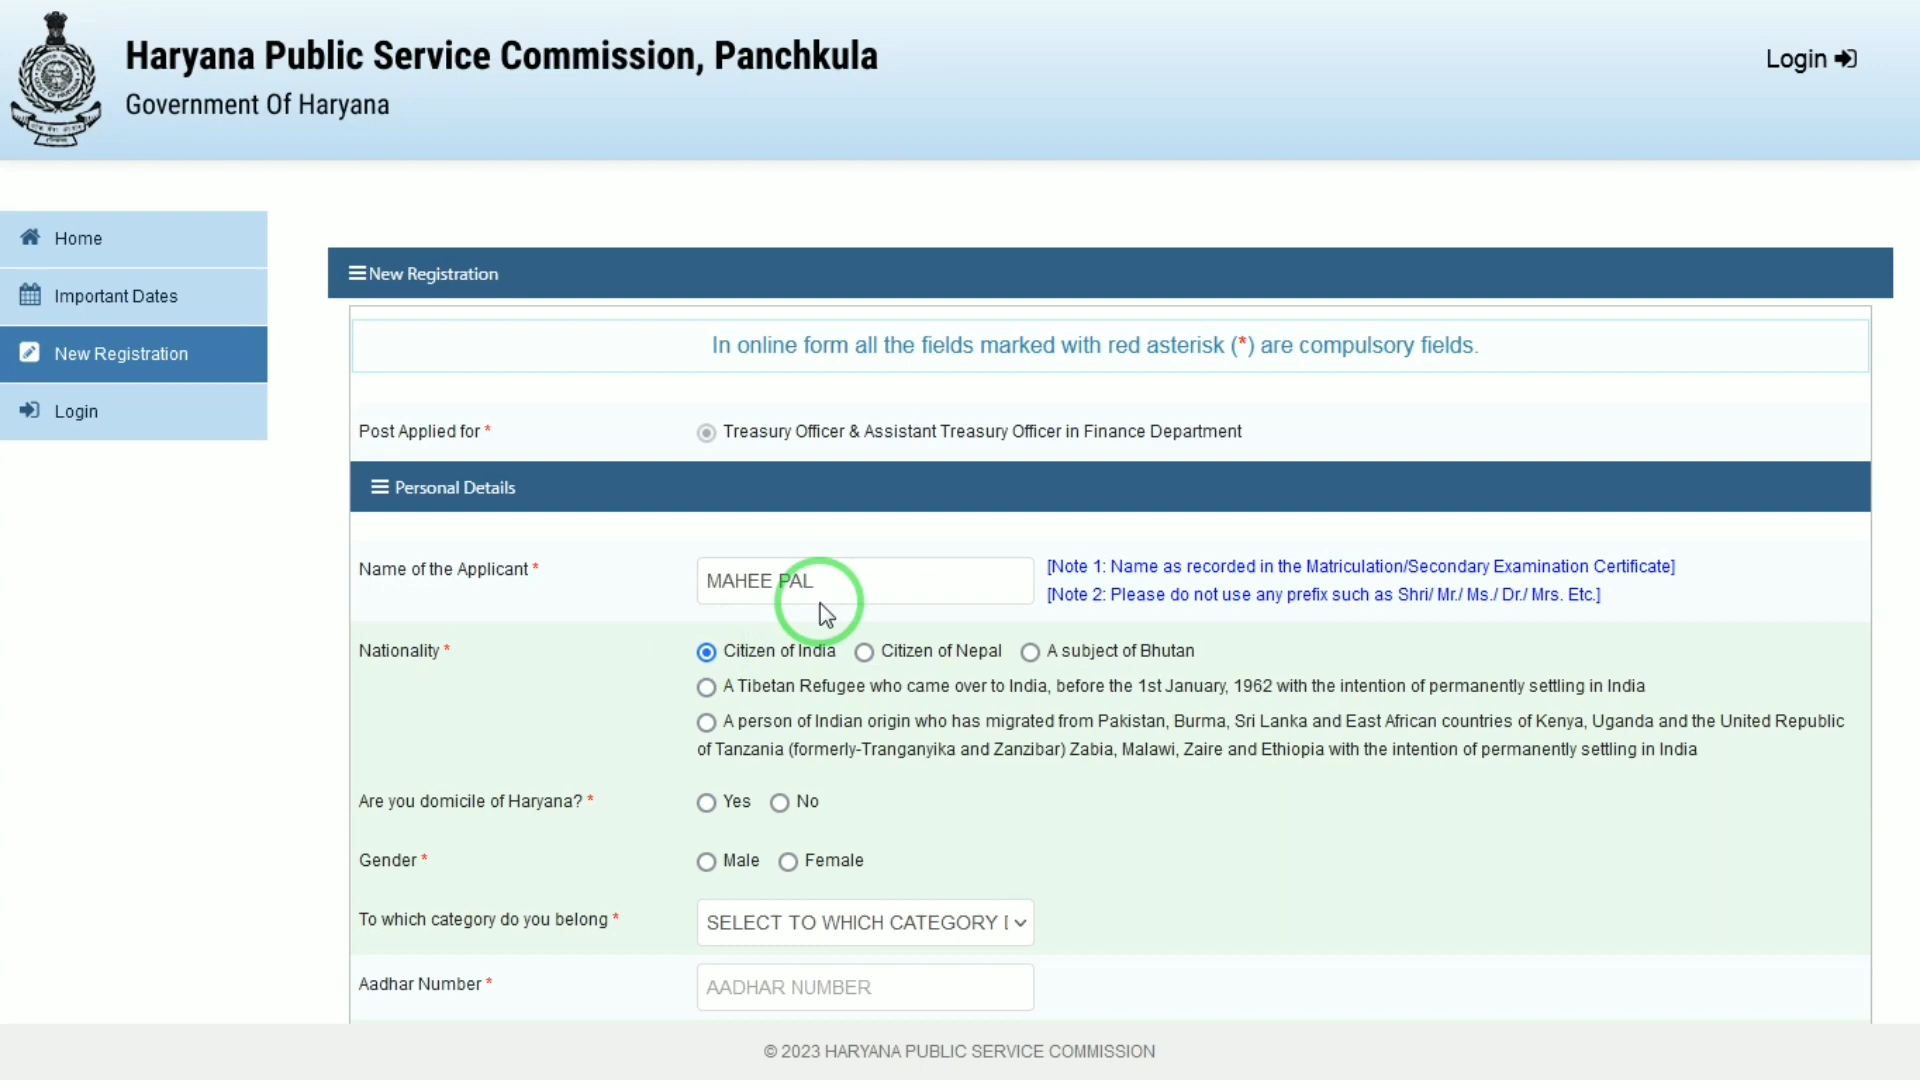 Haryana Public Service Commission, Panchkula
Government Of Haryana
Login
Home
Important Dates
New Registration
Login
New Registration
In online form all the fields marked with red asterisk (*) are compulsory fields.
Post Applied for *
Treasury Officer & Assistant Treasury Officer in Finance Department
Personal Details
Name of the Applicant *
MAHEE PAL
[Note 1: Name as recorded in the Matriculation/Secondary Examination Certificate]
[Note 2: Please do not use any prefix such as Shri/ Mr./ Ms./ Dr./ Mrs. Etc.]
Nationality *
Citizen of India Citizen of Nepal A subject of Bhutan
A Tibetan Refugee who came over to India, before the 1st January, 1962 with the intention of permanently settling in India
A person of Indian origin who has migrated from Pakistan, Burma, Sri Lanka and East African countries of Kenya, Uganda and the United Republic
of Tanzania (formerly-Tranganyika and Zanzibar) Zabia, Malawi, Zaire and Ethiopia with the intention of permanently settling in India
Are you domicile of Haryana? *
Yes No
Gender *
Male Female
To which category do you belong *
SELECT TO WHICH CATEGORY
Aadhar Number *
AADHAR NUMBER
© 2023 HARYANA PUBLIC SERVICE COMMISSION